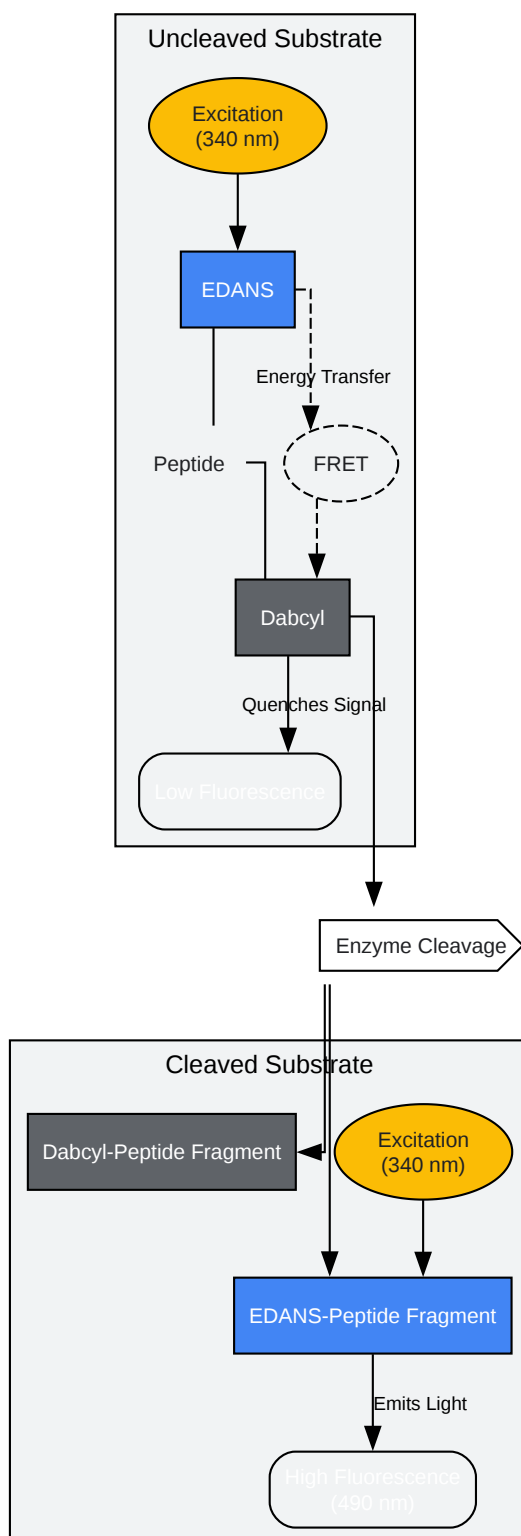 Uncleaved Substrate
Excitation
(340 nm)
EDANS
Energy Transfer
Peptide
FRET
Dabcyl
Quenches Signal
Low Fluorescence
Enzyme Cleavage
Cleaved Substrate
Dabcyl-Peptide Fragment
Excitation
(340 nm)
EDANS-Peptide Fragment
Emits Light
High Fluorescence
(490 nm)